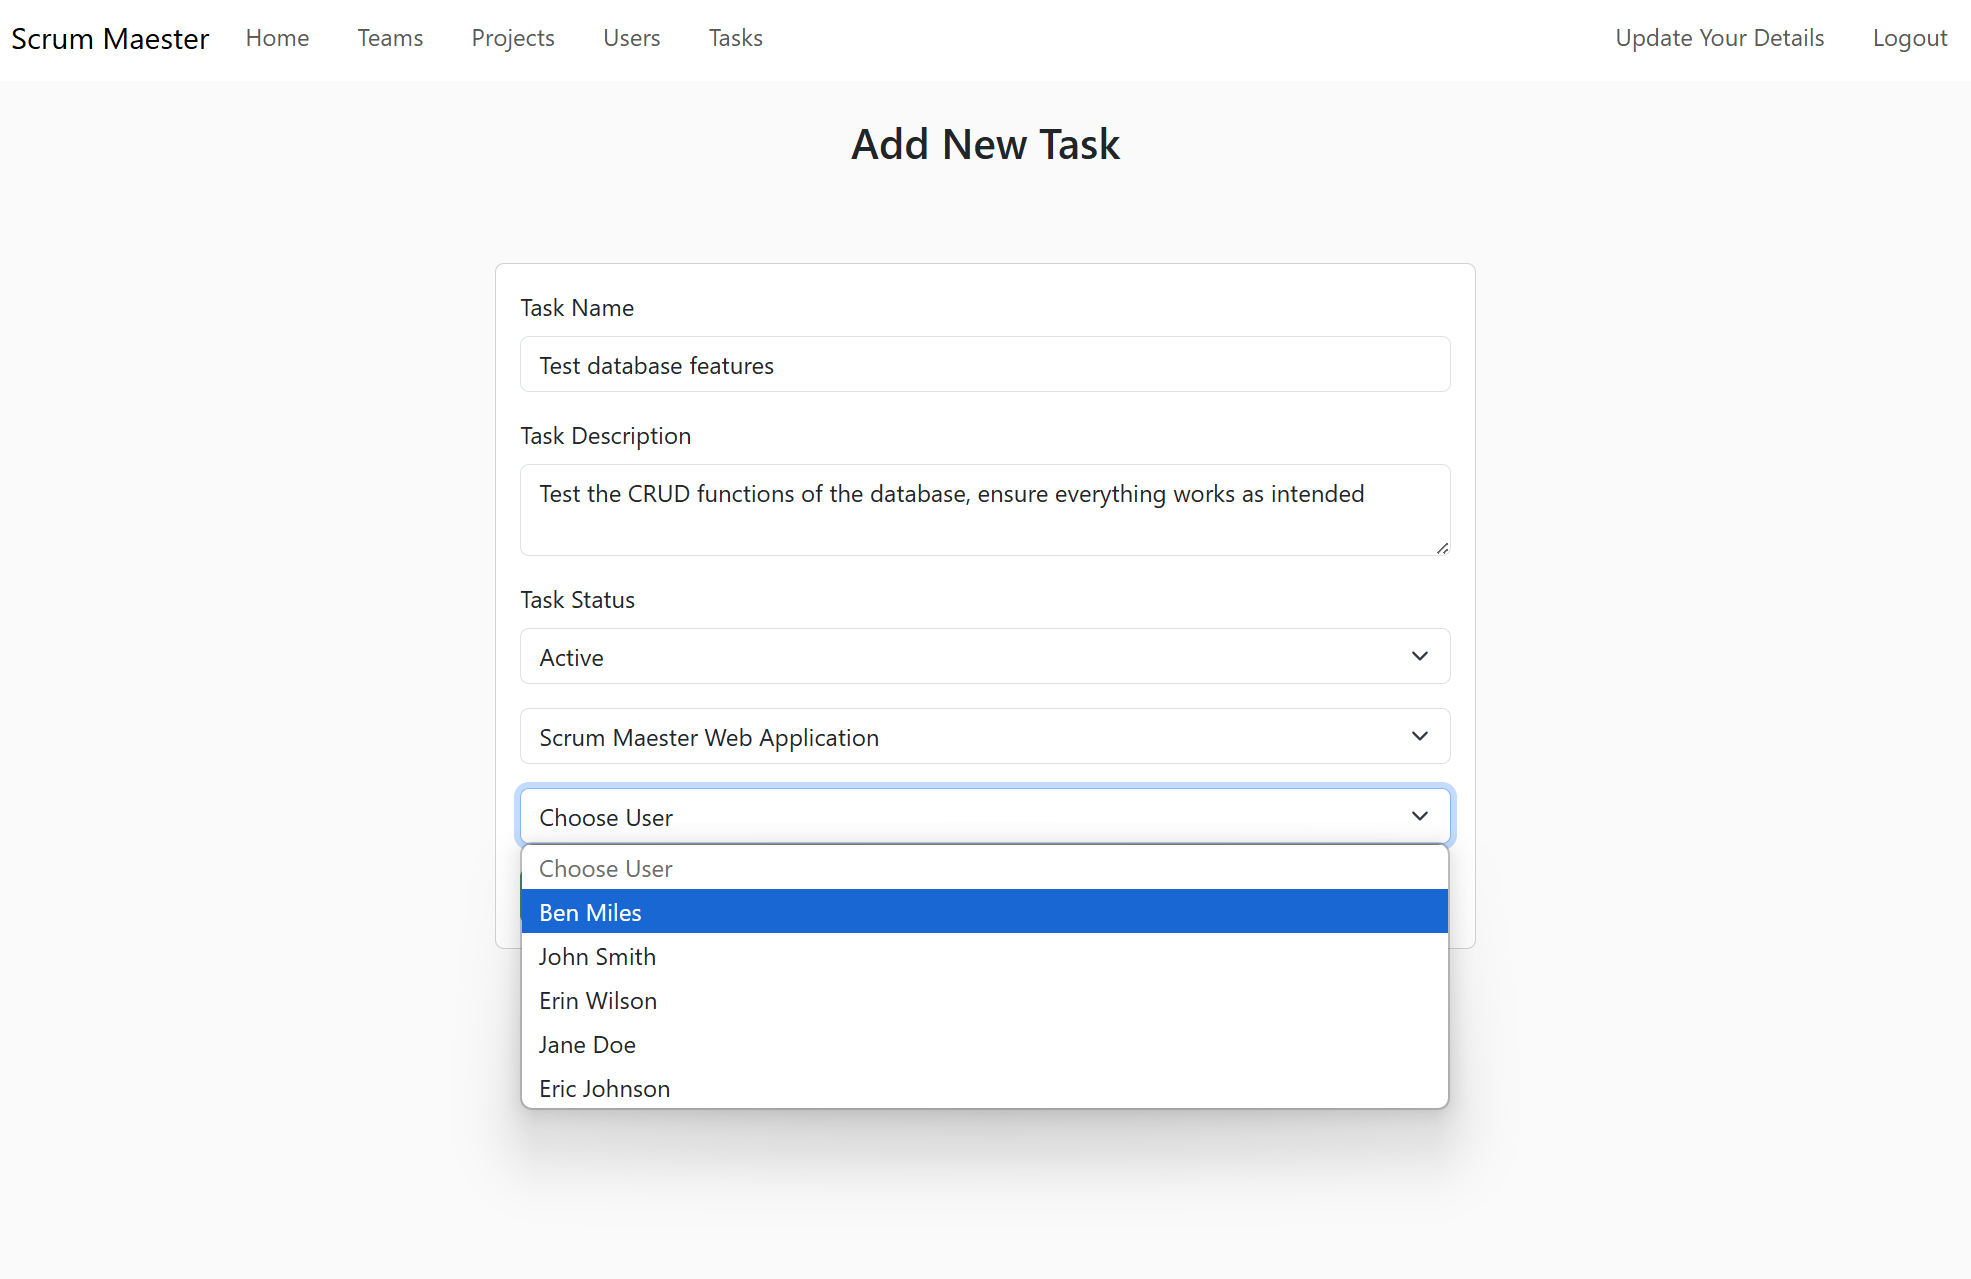 Scrum Maester Home Teams Projects Users Tasks Update Your Details Logout
Add New Task
Task Name
Test database features
Task Description
Test the CRUD functions of the database, ensure everything works as intended
Task Status
Active
Scrum Maester Web Application
Choose User
Choose User
Ben Miles
John Smith
Erin Wilson
Jane Doe
Eric Johnson